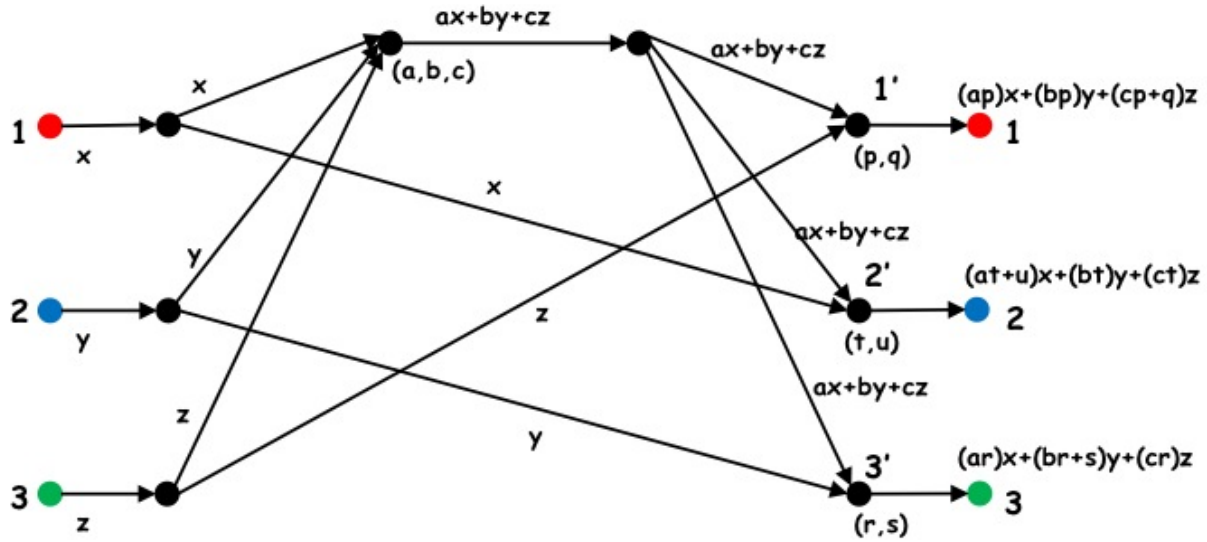 ax+by+cz
(a,b,c)
ax+by+cz
x
1
x
1'
(ap)x+(bp)y+(cp+q)z
1
(p,q)
x
y
ax+by+cz
2
y
2'
(at+u)x+(bt)y+(ct)z
2
(t,u)
z
z
y
ax+by+cz
3
z
3'
(ar)x+(br+s)y+(cr)z
3
(r,s)